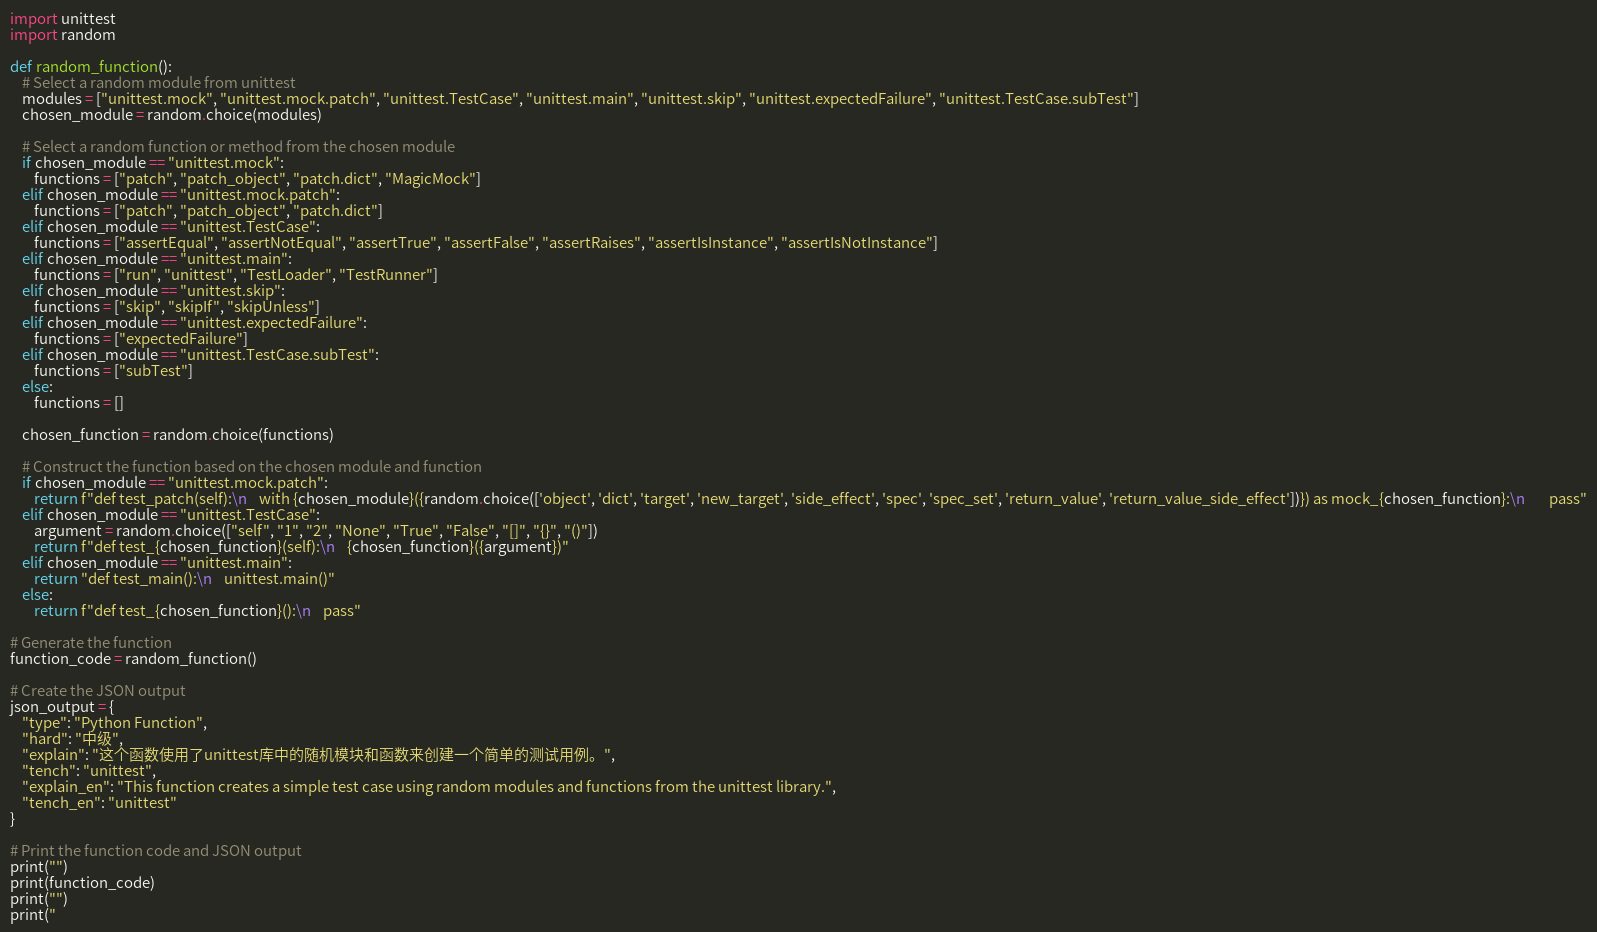 import unittest
import random
def random_function():
# Select a random module from unittest
modules = ["unittest.mock", "unittest.mock.patch", "unittest.TestCase", "unittest.main", "unittest.skip", "unittest.expectedFailure", "unittest.TestCase.subTest"]
chosen_module = random.choice(modules)
# Select a random function or method from the chosen module
if chosen_module == "unittest.mock":
functions = ["patch", "patch_object", "patch.dict", "MagicMock"]
elif chosen_module == "unittest.mock.patch":
functions = ["patch", "patch_object", "patch.dict"]
elif chosen_module == "unittest.TestCase":
functions = ["assertEqual", "assertNotEqual", "assertTrue", "assertFalse", "assertRaises", "assertIsInstance", "assertIsNotInstance"]
elif chosen_module == "unittest.main":
functions = ["run", "unittest", "TestLoader", "TestRunner"]
elif chosen_module == "unittest.skip":
functions = ["skip", "skipIf", "skipUnless"]
elif chosen_module == "unittest.expectedFailure":
functions = ["expectedFailure"]
elif chosen_module == "unittest.TestCase.subTest":
functions = ["subTest"]
else:
functions = []
chosen_function = random.choice(functions)
# Construct the function based on the chosen module and function
if chosen_module == "unittest.mock.patch":
return f"def test_patch(self):\n    with {chosen_module}({random.choice(['object', 'dict', 'target', 'new_target', 'side_effect', 'spec', 'spec_set', 'return_value', 'return_value_side_effect'])}) as mock_{chosen_function}:\n        pass"
elif chosen_module == "unittest.TestCase":
argument = random.choice(["self", "1", "2", "None", "True", "False", "[]", "{}", "()"])
return f"def test_{chosen_function}(self):\n    {chosen_function}({argument})"
elif chosen_module == "unittest.main":
return "def test_main():\n    unittest.main()"
else:
return f"def test_{chosen_function}():\n    pass"
# Generate the function
function_code = random_function()
# Create the JSON output
json_output = {
"type": "Python Function",
"hard": "中级",
"explain": "这个函数使用了unittest库中的随机模块和函数来创建一个简单的测试用例。",
"tench": "unittest",
"explain_en": "This function creates a simple test case using random modules and functions from the unittest library.",
"tench_en": "unittest"
}
# Print the function code and JSON output
print("")
print(function_code)
print("")
print("